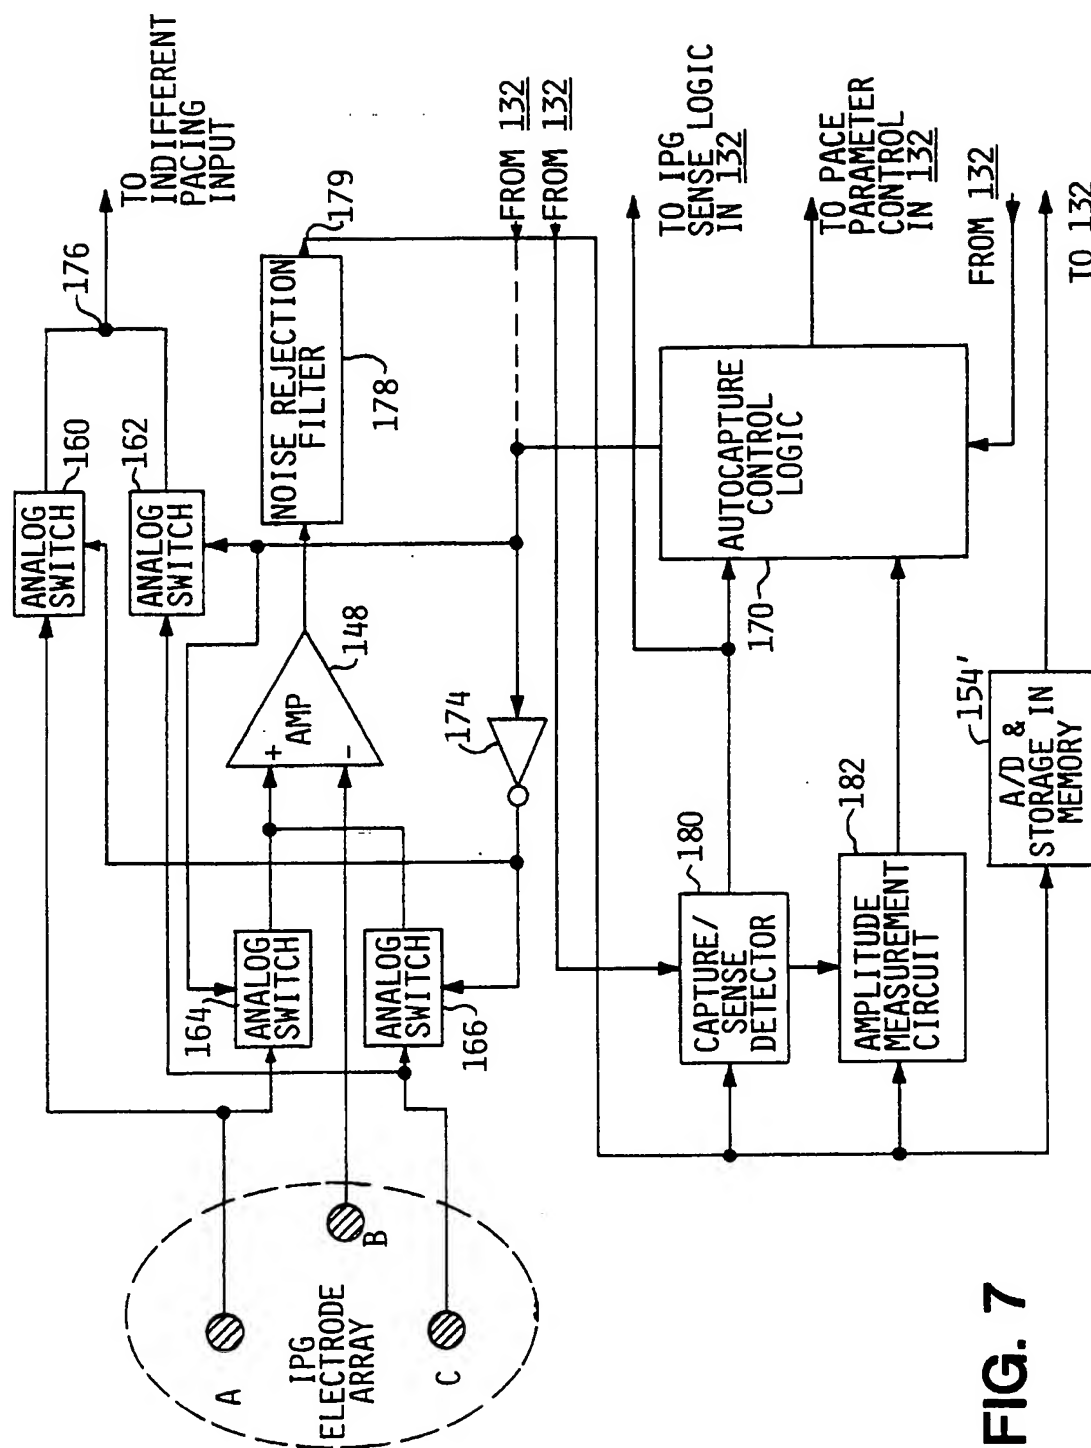 A
B
C
IPG
ELECTRODE
ARRAY
ANALOG
SWITCH
160
ANALOG
SWITCH
162
176
TO
INDIFFERENT
PACING
INPUT
164
ANALOG
SWITCH
ANALOG
SWITCH
166
+
-
AMP
148
NOISE REJECTION
FILTER
178
179
174
FROM 132
FROM 132
CAPTURE/
SENSE
DETECTOR
180
TO IPG
SENSE LOGIC
IN 132
AUTOCAPTURE
CONTROL
LOGIC
170
TO PACE
PARAMETER
CONTROL
IN 132
AMPLITUDE
MEASUREMENT
CIRCUIT
182
FROM 132
A/D &
STORAGE IN
MEMORY
154'
TO 132
FIG. 7